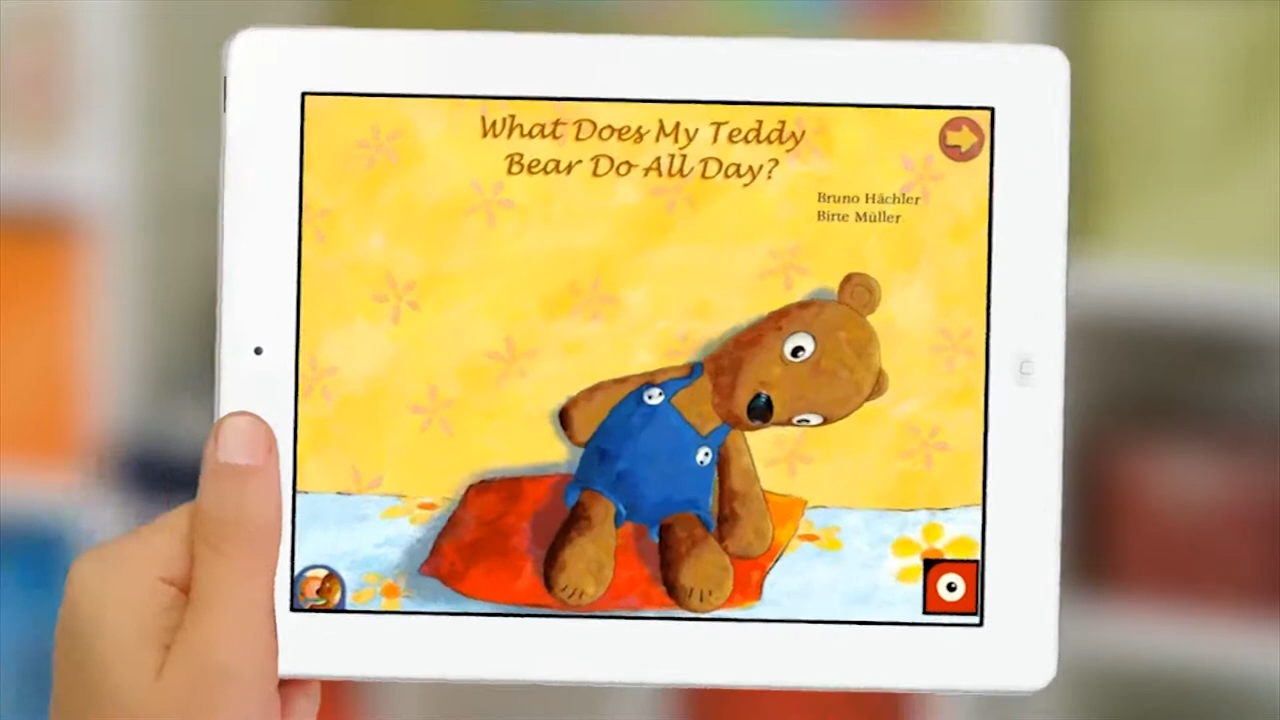 What Does My Teddy
Bear Do All Day?
Bruno Hächler
Birte Müller